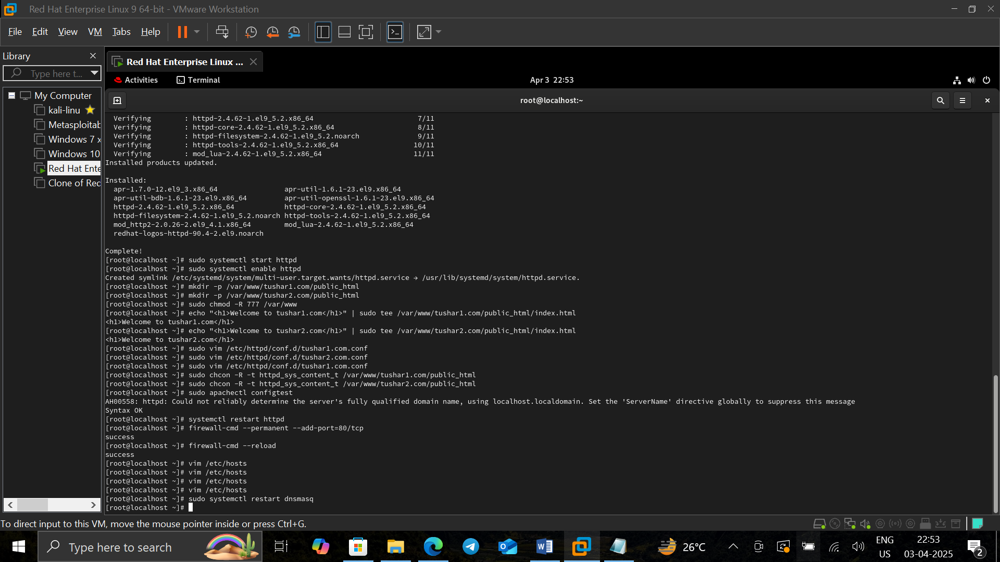 Red Hat Enterprise Linux 9 64-bit - VMware Workstation
File Edit View VM Tabs Help
Library
Type here t...
My Computer
kali-linu
Metasploitab
Windows 7 x
Windows 10
Red Hat Ente
Clone of Rec
Red Hat Enterprise Linux ...
Activities Terminal Apr 3 22:53
root@localhost:~
Verifying : httpd-2.4.62-1.el9_5.2.x86_64 7/11
Verifying : httpd-core-2.4.62-1.el9_5.2.x86_64 8/11
Verifying : httpd-filesystem-2.4.62-1.el9_5.2.noarch 9/11
Verifying : httpd-tools-2.4.62-1.el9_5.2.x86_64 10/11
Verifying : mod_lua-2.4.62-1.el9_5.2.x86_64 11/11
Installed products updated.
Installed:
apr-1.7.0-12.el9_3.x86_64 apr-util-1.6.1-23.el9.x86_64
apr-util-bdb-1.6.1-23.el9.x86_64 apr-util-openssl-1.6.1-23.el9.x86_64
httpd-2.4.62-1.el9_5.2.x86_64 httpd-core-2.4.62-1.el9_5.2.x86_64
httpd-filesystem-2.4.62-1.el9_5.2.noarch httpd-tools-2.4.62-1.el9_5.2.x86_64
mod_http2-2.0.26-2.el9_4.1.x86_64 mod_lua-2.4.62-1.el9_5.2.x86_64
redhat-logos-httpd-90.4-2.el9.noarch
Complete!
[root@localhost ~]# sudo systemctl start httpd
[root@localhost ~]# sudo systemctl enable httpd
Created symlink /etc/systemd/system/multi-user.target.wants/httpd.service → /usr/lib/systemd/system/httpd.service.
[root@localhost ~]# mkdir -p /var/www/tushar1.com/public_html
[root@localhost ~]# mkdir -p /var/www/tushar2.com/public_html
[root@localhost ~]# sudo chmod -R 777 /var/www
[root@localhost ~]# echo "<h1>Welcome to tushar1.com</h1>" | sudo tee /var/www/tushar1.com/public_html/index.html
<h1>Welcome to tushar1.com</h1>
[root@localhost ~]# echo "<h1>Welcome to tushar2.com</h1>" | sudo tee /var/www/tushar2.com/public_html/index.html
<h1>Welcome to tushar2.com</h1>
[root@localhost ~]# sudo vim /etc/httpd/conf.d/tushar1.com.conf
[root@localhost ~]# sudo vim /etc/httpd/conf.d/tushar2.com.conf
[root@localhost ~]# sudo vim /etc/httpd/conf.d/tushar1.com.conf
[root@localhost ~]# sudo chcon -R -t httpd_sys_content_t /var/www/tushar1.com/public_html
[root@localhost ~]# sudo chcon -R -t httpd_sys_content_t /var/www/tushar2.com/public_html
[root@localhost ~]# sudo apachectl configtest
AH00558: httpd: Could not reliably determine the server's fully qualified domain name, using localhost.localdomain. Set the 'ServerName' directive globally to suppress this message
Syntax OK
[root@localhost ~]# systemctl restart httpd
[root@localhost ~]# firewall-cmd --permanent --add-port=80/tcp
success
[root@localhost ~]# firewall-cmd --reload
success
[root@localhost ~]# vim /etc/hosts
[root@localhost ~]# vim /etc/hosts
[root@localhost ~]# vim /etc/hosts
[root@localhost ~]# vim /etc/hosts
[root@localhost ~]# sudo systemctl restart dnsmasq
[root@localhost ~]#
To direct input to this VM, move the mouse pointer inside or press Ctrl+G.
Type here to search
26°C
ENG
US
22:53
03-04-2025
2